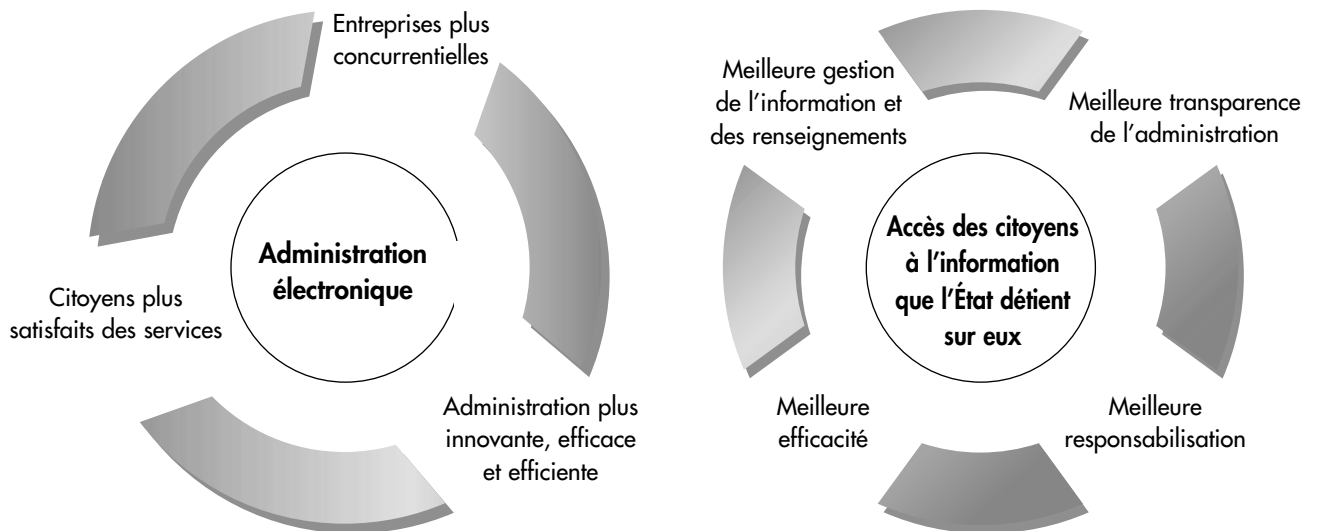 Entreprises plus
concurrentielles
Administration
électronique
Citoyens plus
satisfaits des services
Administration plus
innovante, efficace
et efficiente
Meilleure gestion
de l'information et
des renseignements
Meilleure transparence
de l'administration
Accès des citoyens
à l'information
que l'État détient
sur eux
Meilleure
efficacité
Meilleure
responsabilisation